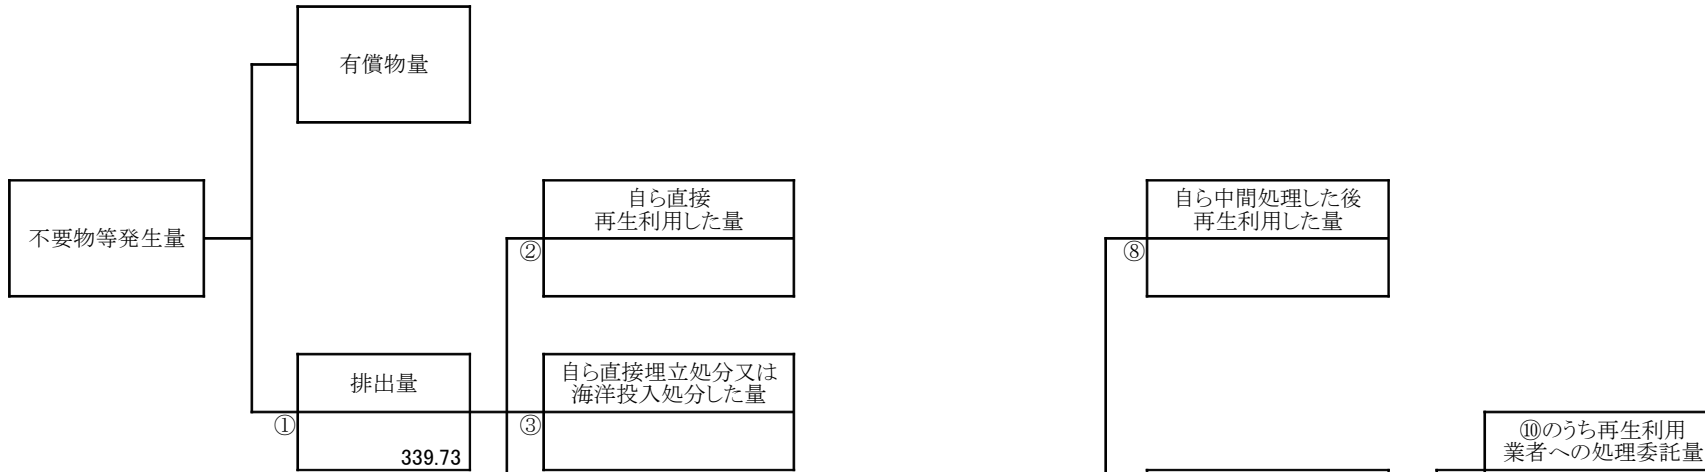 有償物量
不要物等発生量
自ら直接
再生利用した量
②
自ら中間処理した後
再生利用した量
⑧
排出量
①
339.73
自ら直接埋立処分又は
海洋投入処分した量
③
⑩のうち再生利用
業者への処理委託量